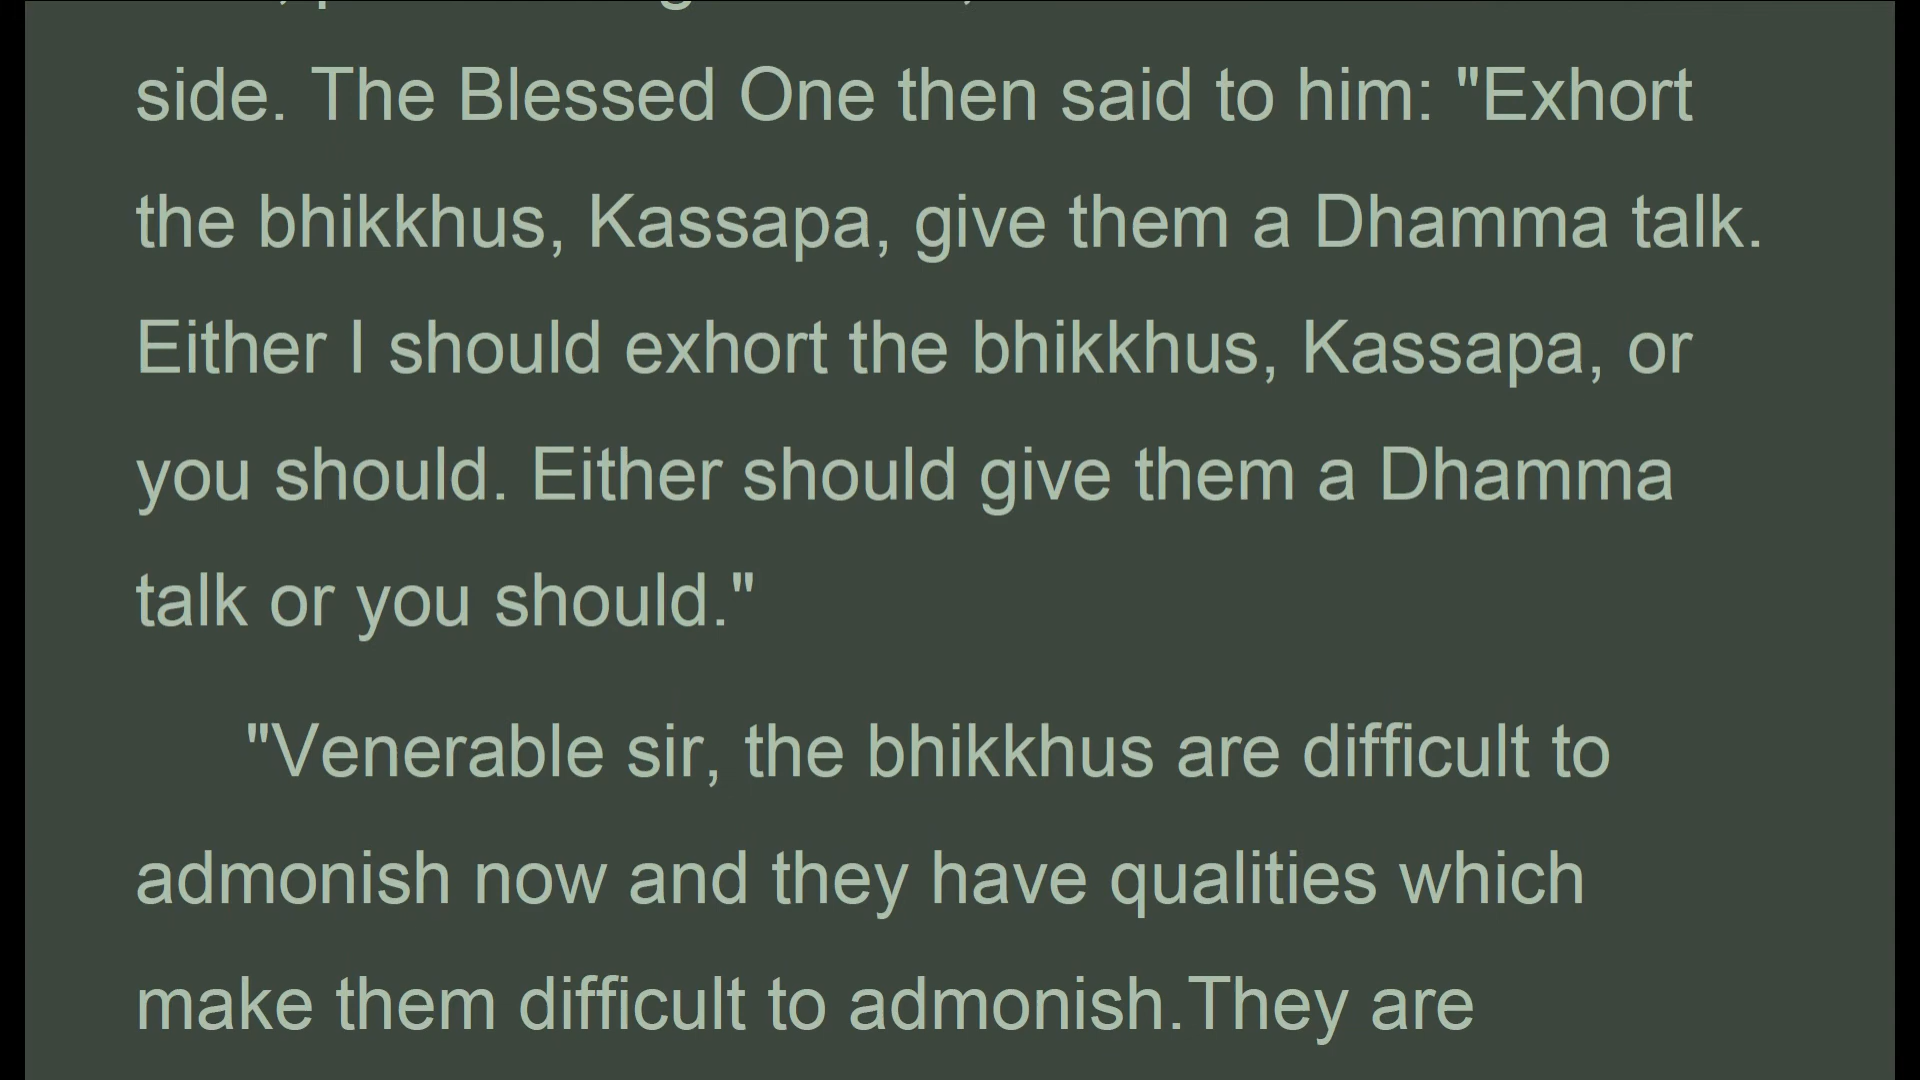 side. The Blessed One then said to him: "Exhort
the bhikkhus, Kassapa, give them a Dhamma talk.
Either I should exhort the bhikkhus, Kassapa, or
you should. Either should give them a Dhamma
talk or you should."
"Venerable sir, the bhikkhus are difficult to
admonish now and they have qualities which
make them difficult to admonish.They are